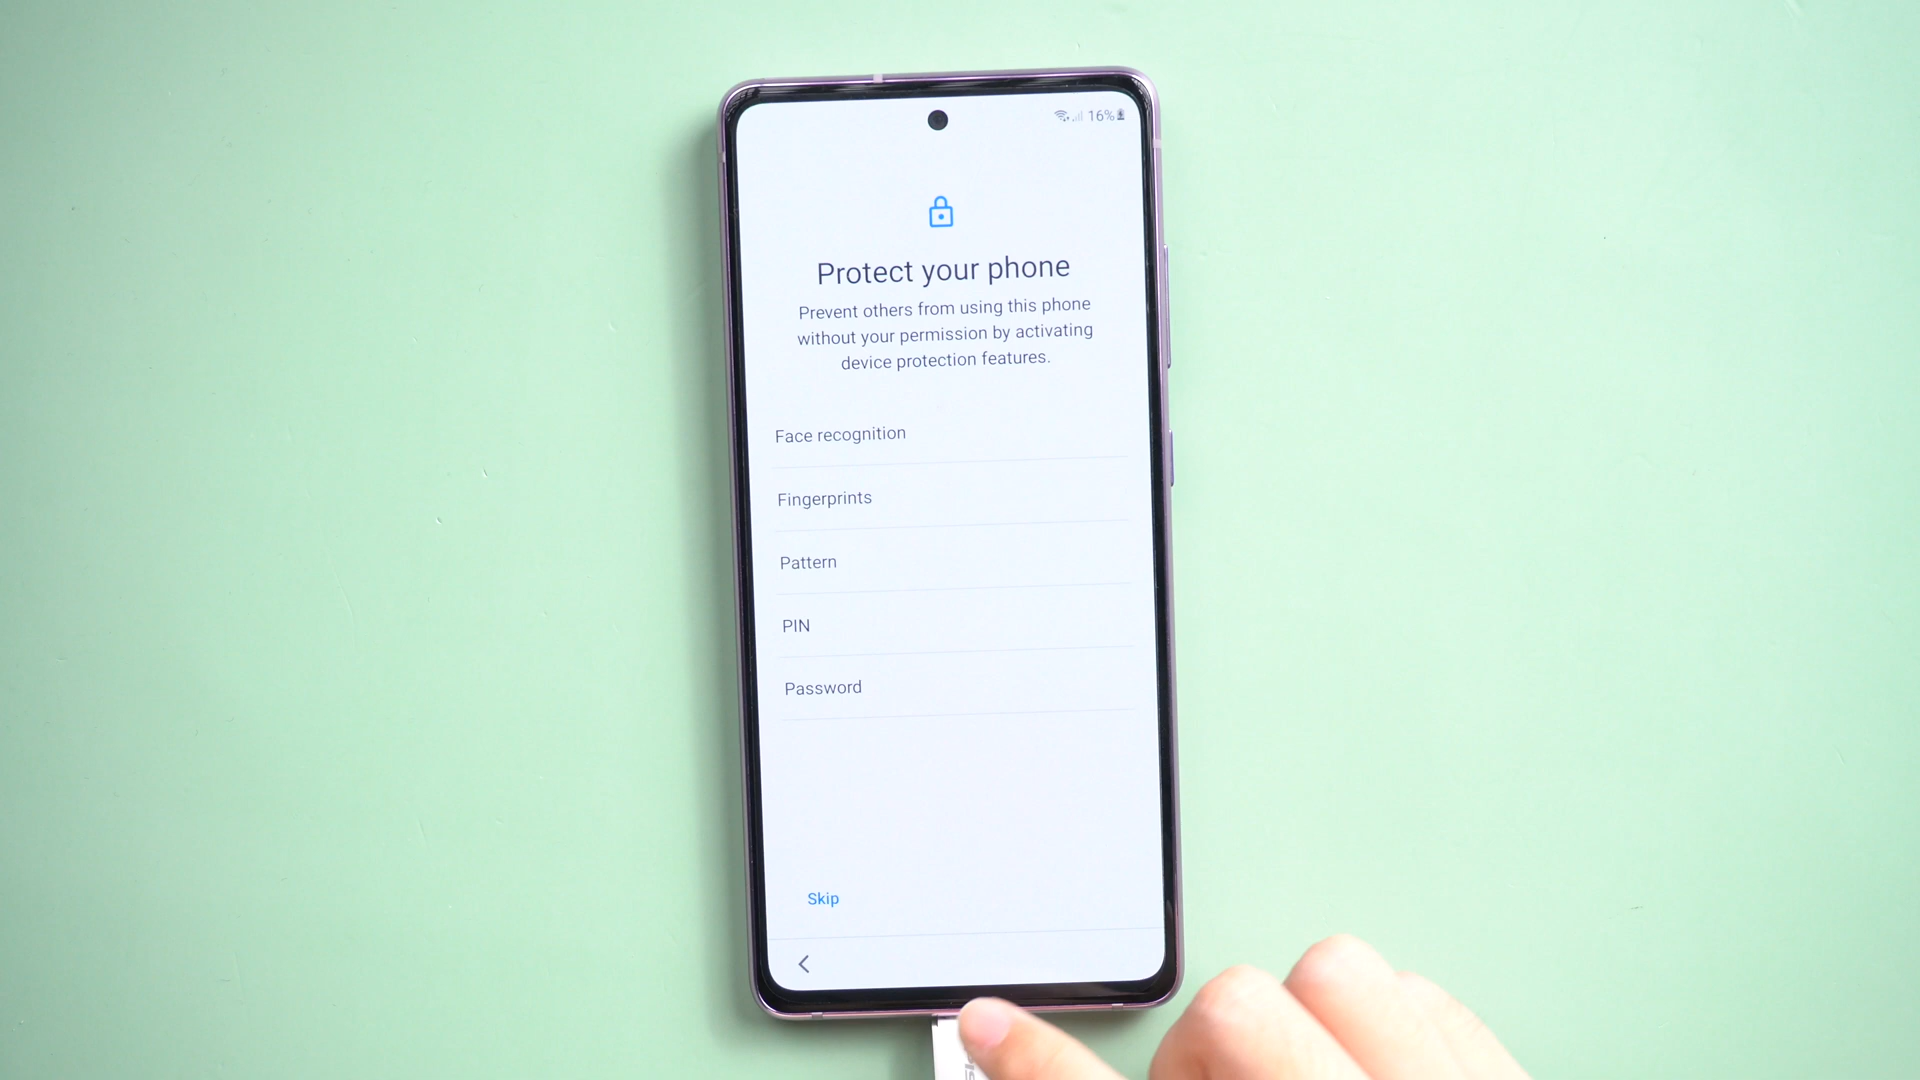 16%
Protect your phone
Prevent others from using this phone
without your permission by activating
device protection features.
Face recognition
Fingerprints
Pattern
PIN
Password
Skip